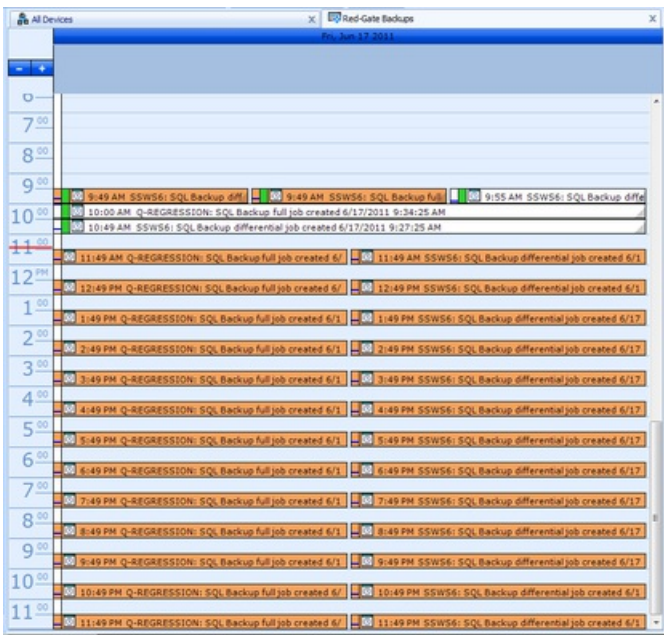 All Devices x Red-Gate Backups x
Fri, Jun 17 2011
- +
6
7 00
8 00
9 00
9:49 AM SSWS6: SQL Backup diff 9:49 AM SSWS6: SQL Backup full 9:55 AM SSWS6: SQL Backup diffe
10 00 10:00 AM Q-REGRESSION: SQL Backup full job created 6/17/2011 9:34:25 AM
10:49 AM SSWS6: SQL Backup differential job created 6/17/2011 9:27:25 AM
11 00
11:49 AM Q-REGRESSION: SQL Backup full job created 6/ 11:49 AM SSWS6: SQL Backup differential job created 6/1
12 PM
12:49 PM Q-REGRESSION: SQL Backup full job created 6/ 12:49 PM SSWS6: SQL Backup differential job created 6/1
1 00
1:49 PM Q-REGRESSION: SQL Backup full job created 6/1 1:49 PM SSWS6: SQL Backup differential job created 6/17
2 00
2:49 PM Q-REGRESSION: SQL Backup full job created 6/1 2:49 PM SSWS6: SQL Backup differential job created 6/17
3 00
3:49 PM Q-REGRESSION: SQL Backup full job created 6/1 3:49 PM SSWS6: SQL Backup differential job created 6/17
4 00
4:49 PM Q-REGRESSION: SQL Backup full job created 6/1 4:49 PM SSWS6: SQL Backup differential job created 6/17
5 00
5:49 PM Q-REGRESSION: SQL Backup full job created 6/1 5:49 PM SSWS6: SQL Backup differential job created 6/17
6 00
6:49 PM Q-REGRESSION: SQL Backup full job created 6/1 6:49 PM SSWS6: SQL Backup differential job created 6/17
7 00
7:49 PM Q-REGRESSION: SQL Backup full job created 6/1 7:49 PM SSWS6: SQL Backup differential job created 6/17
8 00
8:49 PM Q-REGRESSION: SQL Backup full job created 6/1 8:49 PM SSWS6: SQL Backup differential job created 6/17
9 00
9:49 PM Q-REGRESSION: SQL Backup full job created 6/1 9:49 PM SSWS6: SQL Backup differential job created 6/17
10 00
10:49 PM Q-REGRESSION: SQL Backup full job created 6/ 10:49 PM SSWS6: SQL Backup differential job created 6/1
11 00
11:49 PM Q-REGRESSION: SQL Backup full job created 6/ 11:49 PM SSWS6: SQL Backup differential job created 6/1